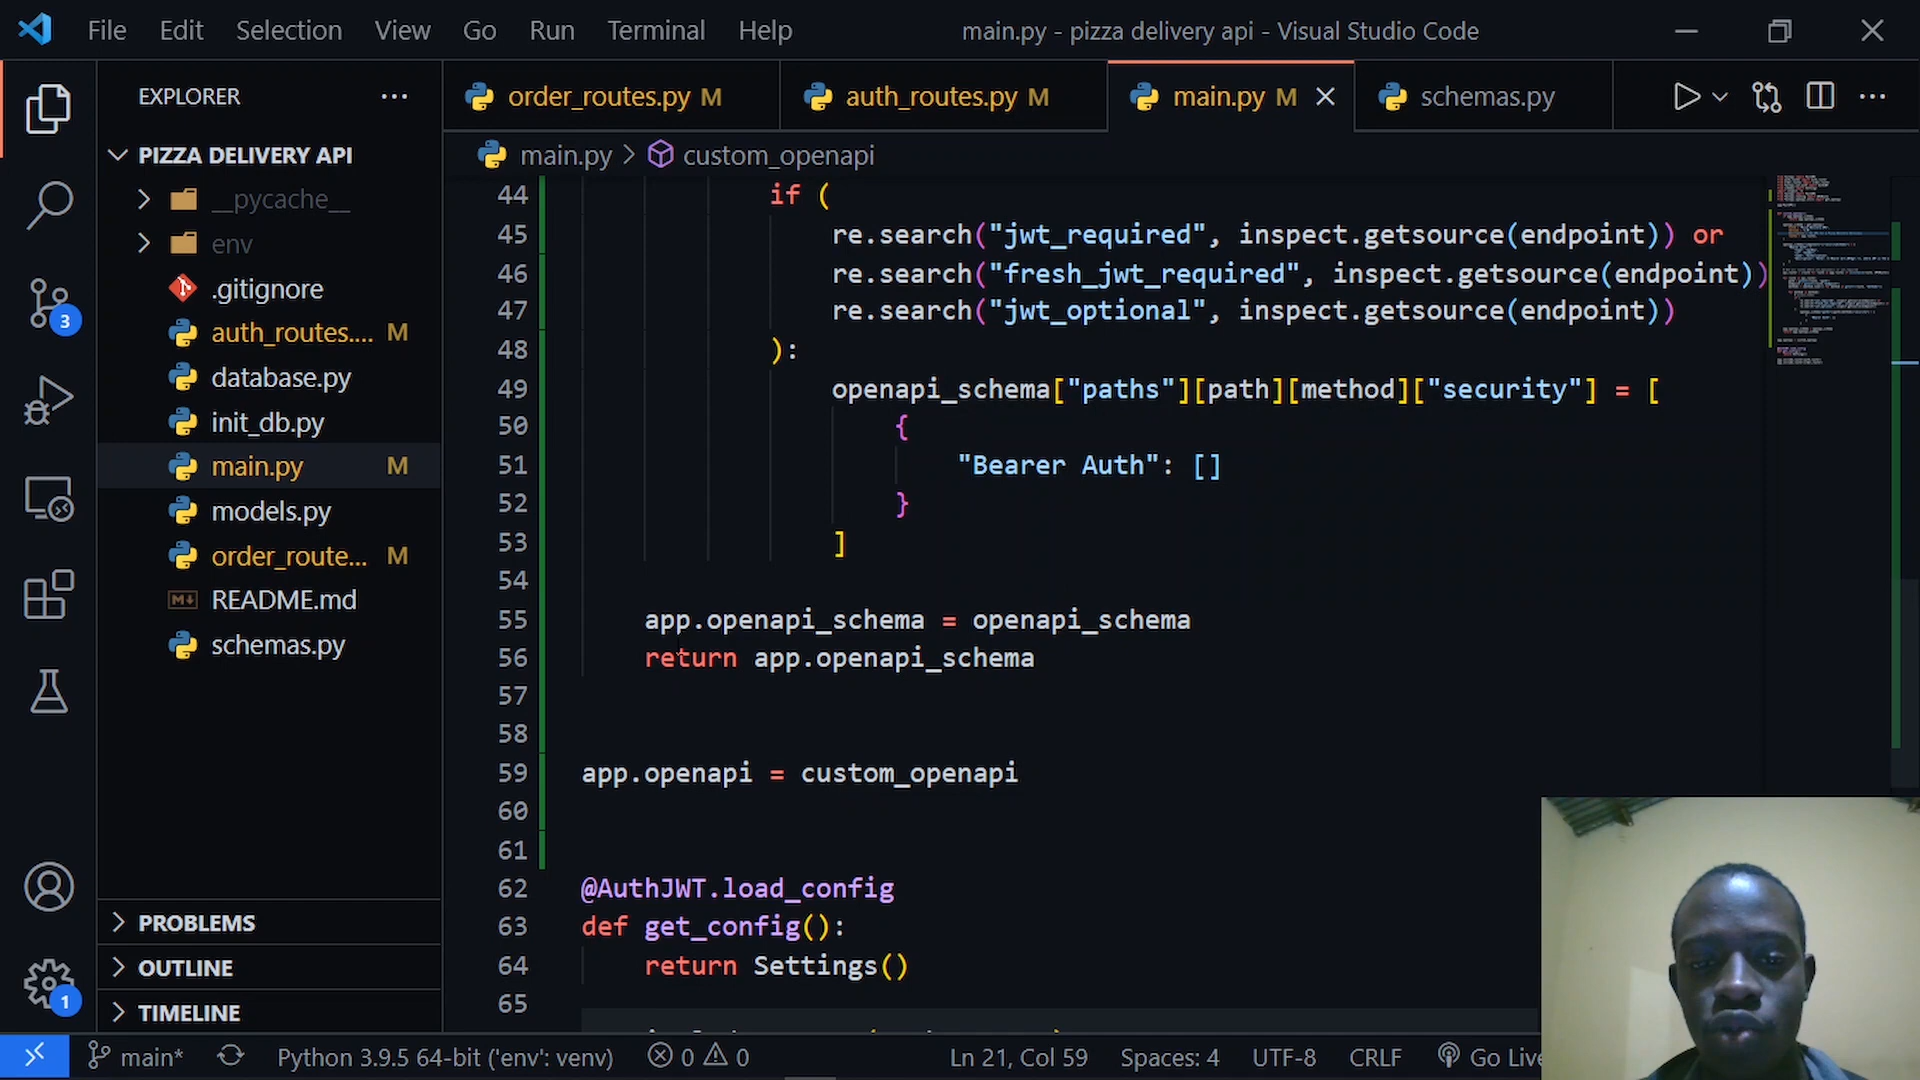 File Edit Selection View Go Run Terminal Help
main.py - pizza delivery api - Visual Studio Code
EXPLORER
order_routes.py M
auth_routes.py M
main.py M
schemas.py
PIZZA DELIVERY API
__pycache__
env
.gitignore
auth_routes.... M
database.py
init_db.py
main.py M
models.py
order_route... M
README.md
schemas.py
PROBLEMS
OUTLINE
TIMELINE
3
1
main.py > custom_openapi
44 if (
45 re.search("jwt_required", inspect.getsource(endpoint)) or
46 re.search("fresh_jwt_required", inspect.getsource(endpoint))
47 re.search("jwt_optional", inspect.getsource(endpoint))
48 ):
49 openapi_schema["paths"][path][method]["security"] = [
50 {
51 "Bearer Auth": []
52 }
53 ]
54
55 app.openapi_schema = openapi_schema
56 return app.openapi_schema
57
58
59 app.openapi = custom_openapi
60
61
62 @AuthJWT.load_config
63 def get_config():
64 return Settings()
65
main* Python 3.9.5 64-bit ('env': venv) 0 0 Ln 21, Col 59 Spaces: 4 UTF-8 CRLF Go Live